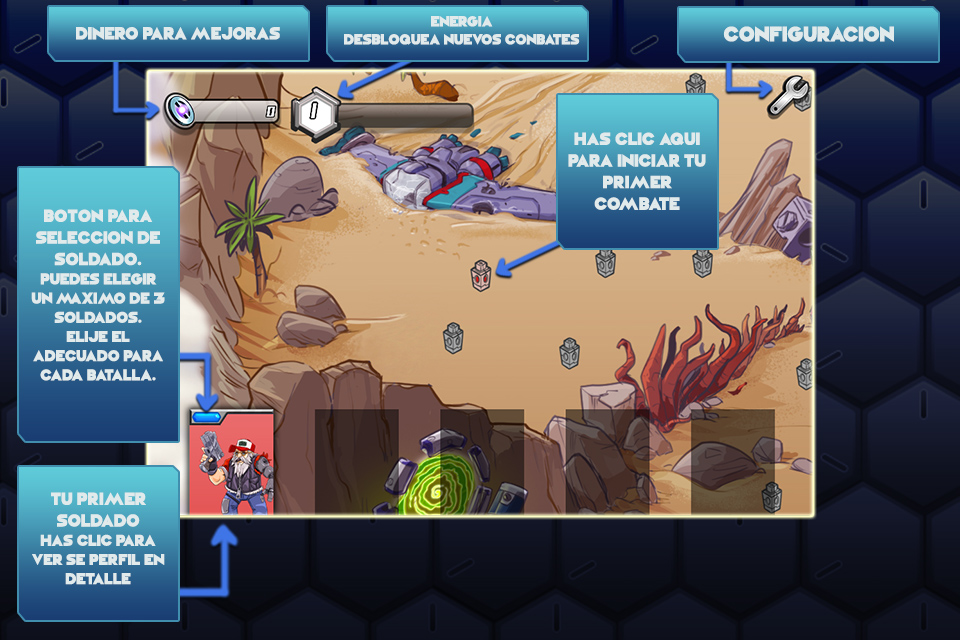 DINERO PARA MEJORAS
ENERGIA
DESBLOQUEA NUEVOS CONBATES
CONFIGURACION
0
1
HAS CLIC AQUI
PARA INICIAR TU
PRIMER
COMBATE
BOTON PARA
SELECCION DE
SOLDADO.
PUEDES ELEGIR
UN MAXIMO DE 3
SOLDADOS.
ELIJE EL
ADECUADO PARA
CADA BATALLA.
TU PRIMER
SOLDADO
HAS CLIC PARA
VER SE PERFIL EN
DETALLE